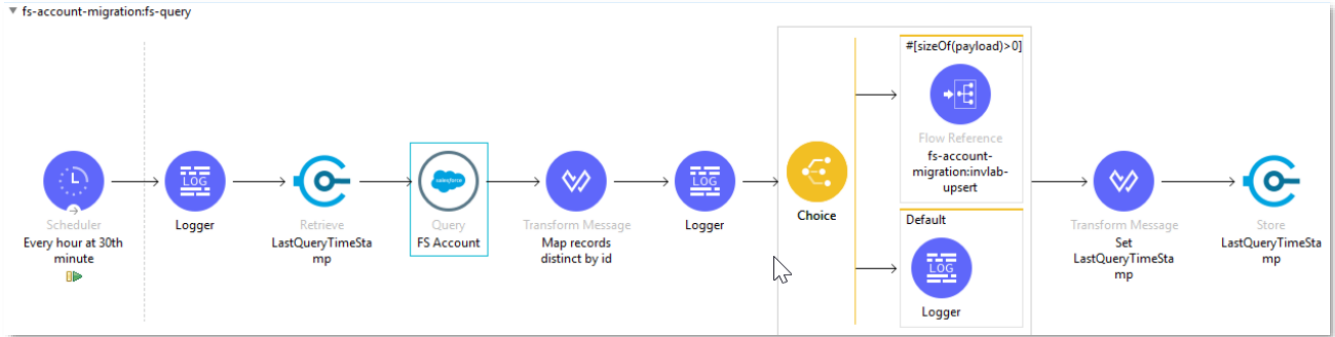 fs-account-migration:fs-query
Scheduler
Every hour at 30th
minute
LOG
Logger
Retrieve
LastQueryTimeSta
mp
salesforce
Query
FS Account
Transform Message
Map records
distinct by id
LOG
Logger
Choice
#[sizeOf(payload)>0]
Flow Reference
fs-account-
migration:invlab-
upsert
Default
LOG
Logger
Transform Message
Set
LastQueryTimeSta
mp
Store
LastQueryTimeSta
mp